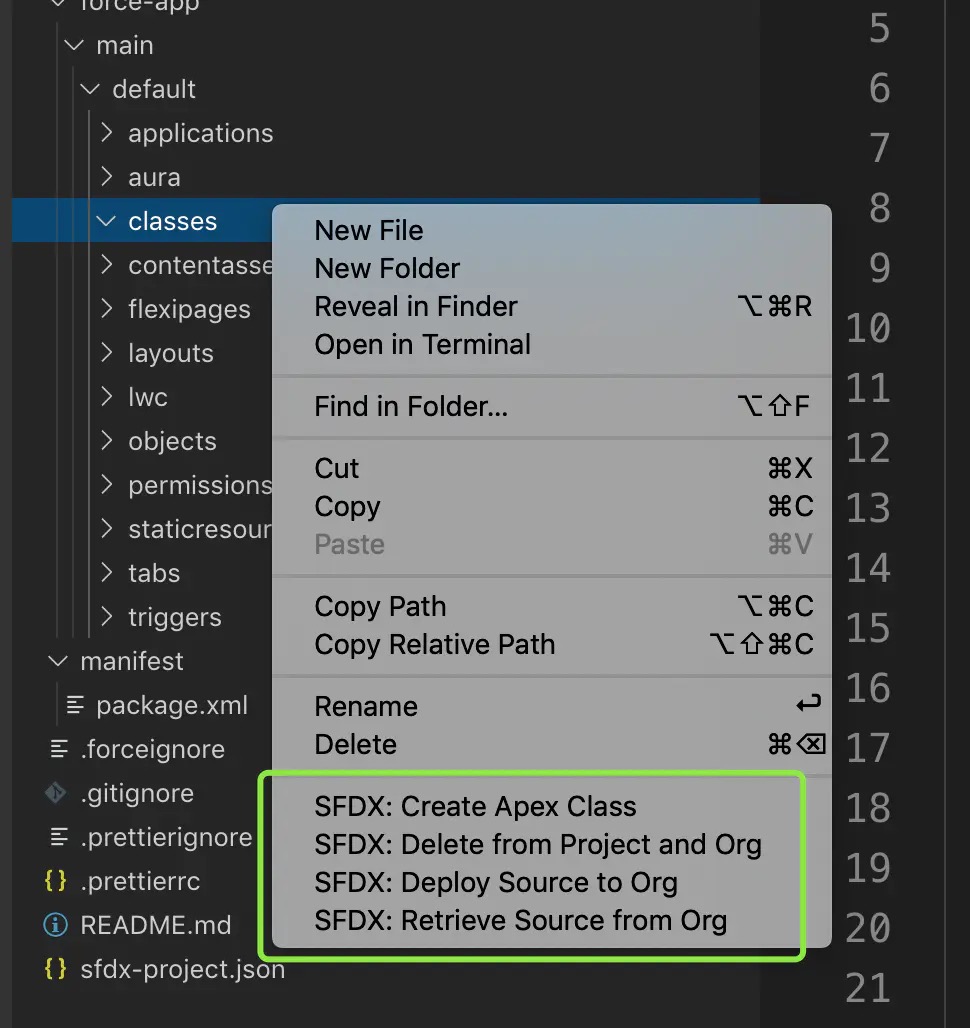 force-app
main
default
applications
aura
classes
contentasse
flexipages
layouts
lwc
objects
permissions
staticresour
tabs
triggers
manifest
package.xml
.forceignore
.gitignore
.prettierignore
.prettierrc
README.md
sfdx-project.json
New File
New Folder
Reveal in Finder ⌥⌘R
Open in Terminal
Find in Folder... ⌥⇧F
Cut ⌘X
Copy ⌘C
Paste ⌘V
Copy Path ⌥⌘C
Copy Relative Path ⌥⇧⌘C
Rename ↩
Delete ⌘⌫
SFDX: Create Apex Class
SFDX: Delete from Project and Org
SFDX: Deploy Source to Org
SFDX: Retrieve Source from Org
5
6
7
8
9
10
11
12
13
14
15
16
17
18
19
20
21